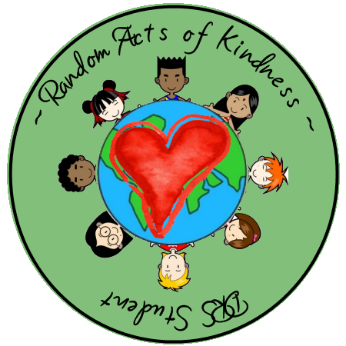 ~ Random Acts of Kindness ~
Student